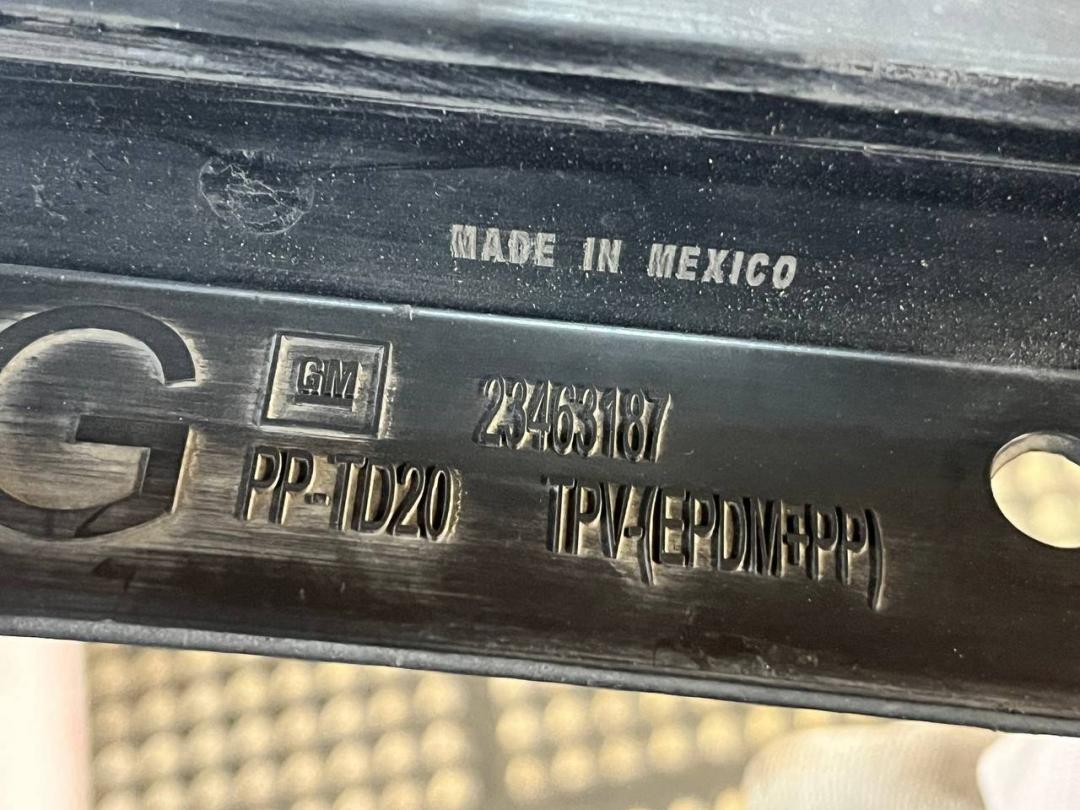 MADE IN MEXICO
G
GM
23463187
PP-TD20
TPV-(EPDM+PP)